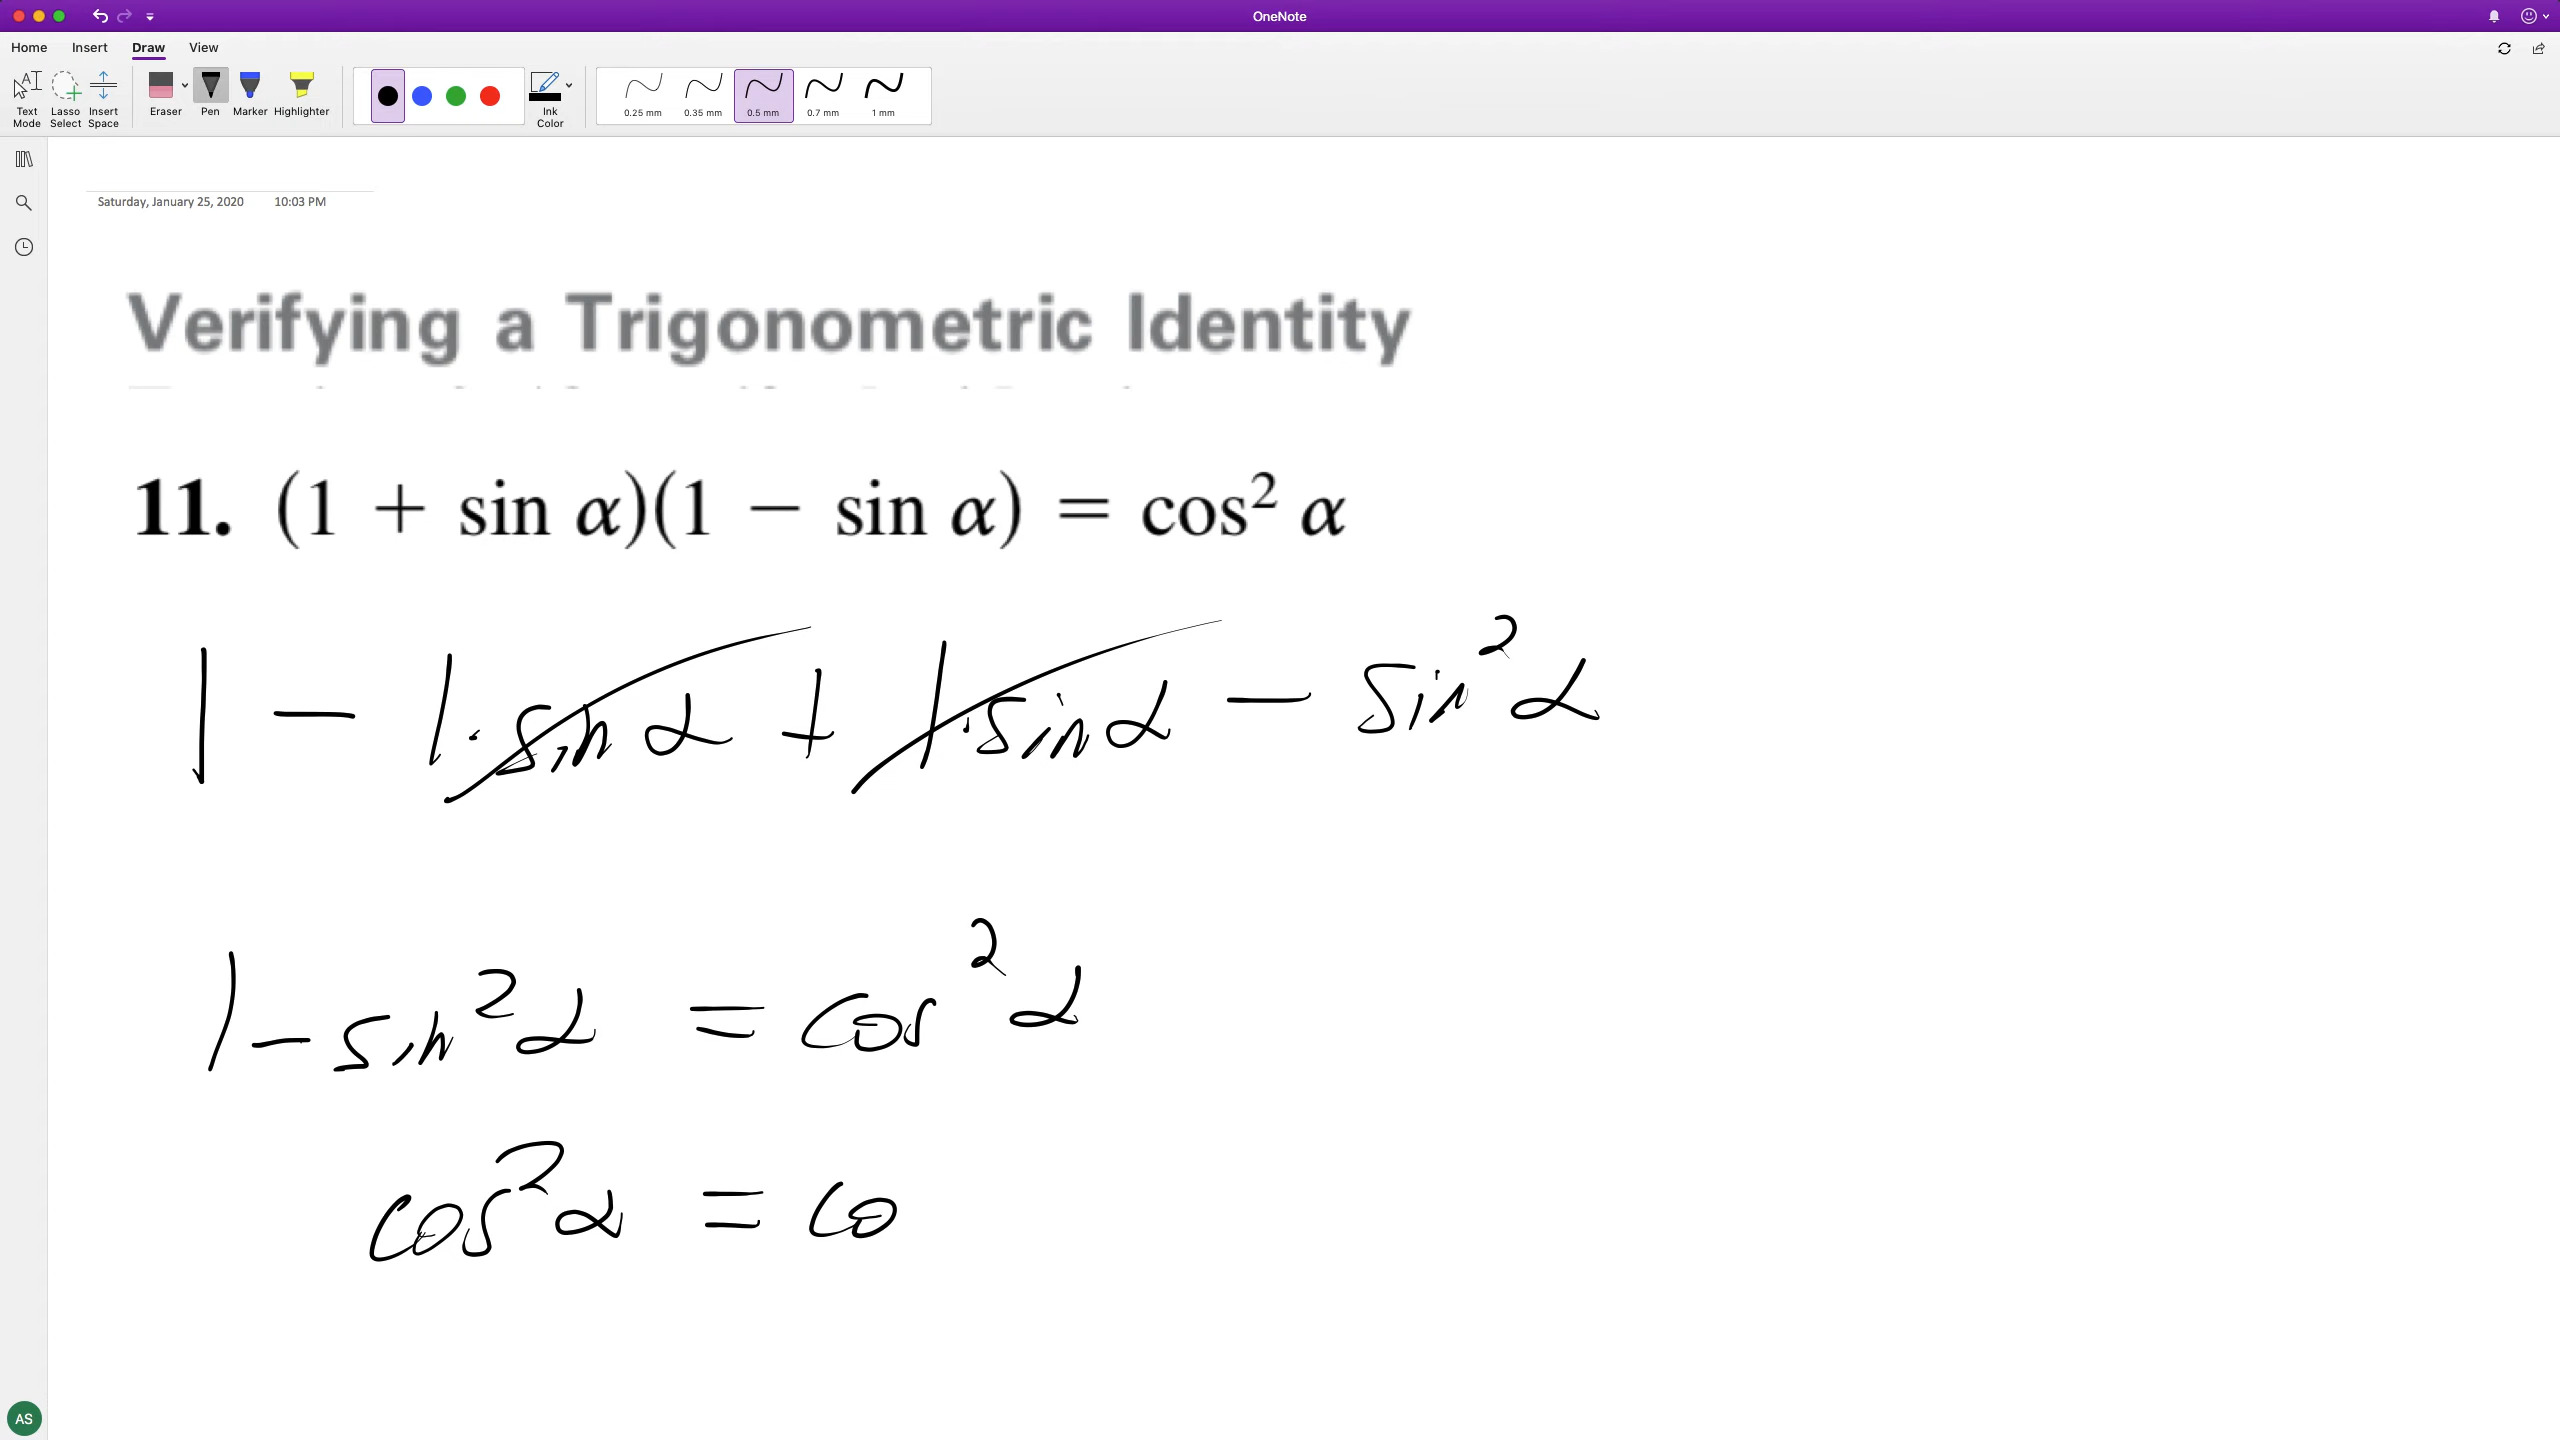 OneNote
Home Insert Draw View
Text Mode Lasso Select Insert Space Eraser Pen Marker Highlighter Ink Color 0.25 mm 0.35 mm 0.5 mm 0.7 mm 1 mm
Saturday, January 25, 2020 10:03 PM
Verifying a Trigonometric Identity
11. (1 + sin α)(1 − sin α) = cos² α
1 − 1·sin α + 1·sin α − sin² α
1 − sin² α = cos² α
cos² α = co
AS